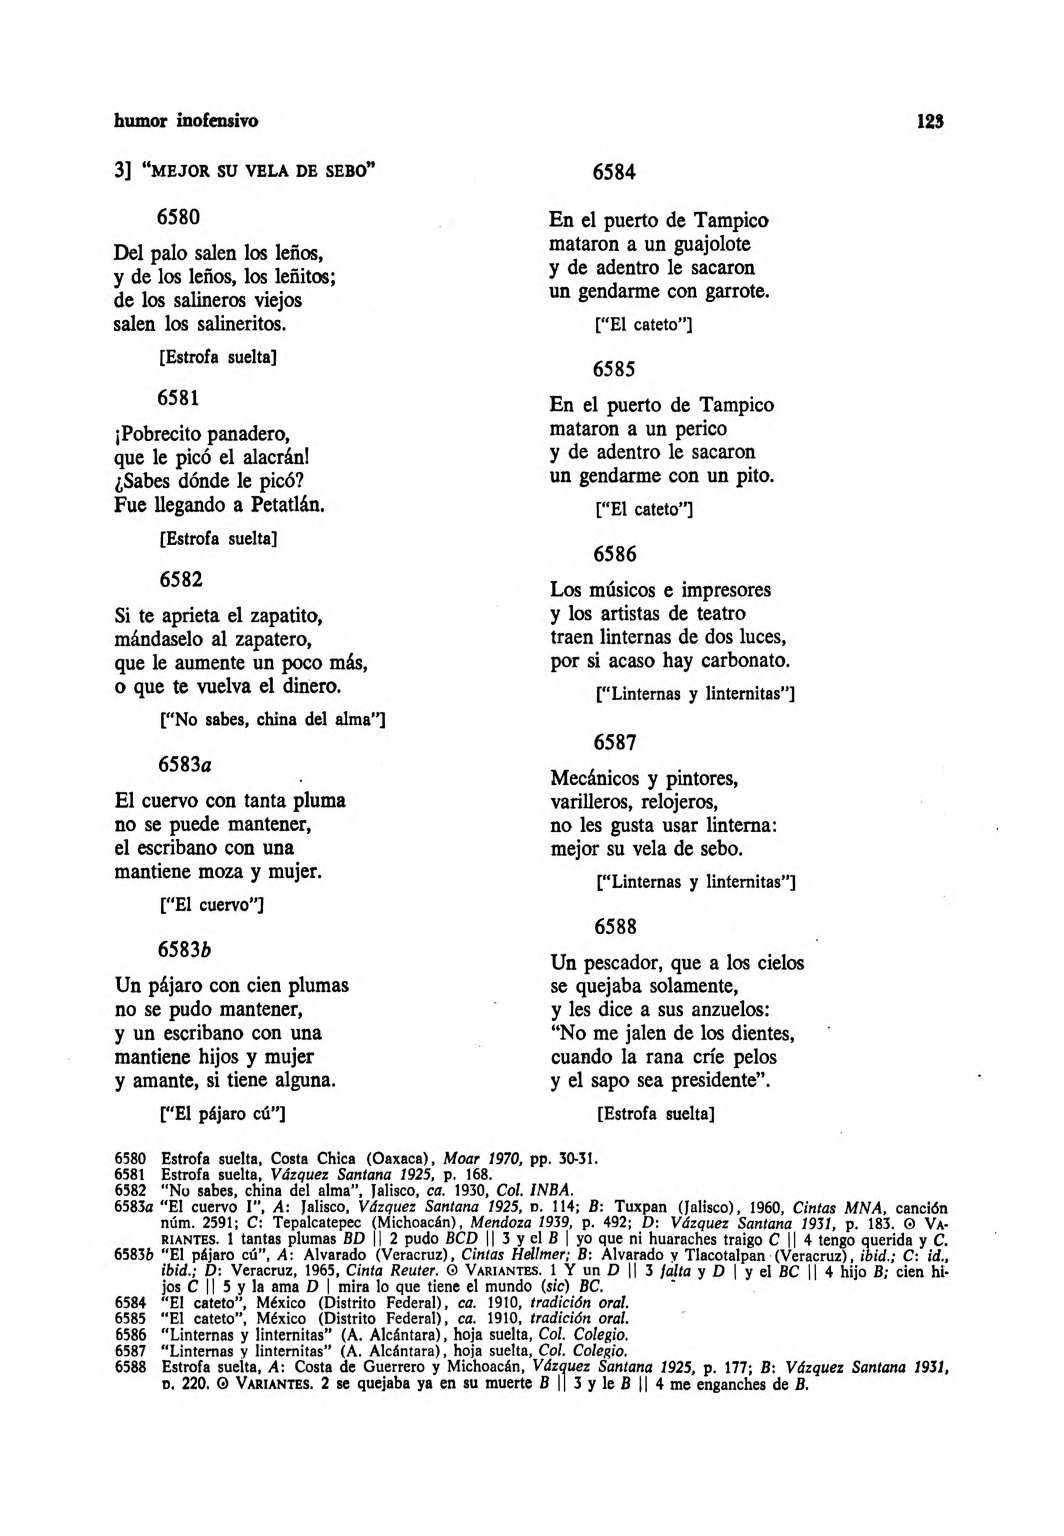 humor inofensivo 123
3] “MEJOR SU VELA DE SEBO”
6580
Del palo salen los leños,
y de los leños, los leñitos;
de los salineros viejos
salen los salineritos.
[Estrofa suelta]
6581
¡Pobrecito panadero,
que le picó el alacrán!
¿Sabes dónde le picó?
Fue llegando a Petatlán.
[Estrofa suelta]
6582
Si te aprieta el zapatito,
mándaselo al zapatero,
que le aumente un poco más,
o que te vuelva el dinero.
[“No sabes, china del alma”]
6583a
El cuervo con tanta pluma
no se puede mantener,
el escribano con una
mantiene moza y mujer.
[“El cuervo”]
6583b
Un pájaro con cien plumas
no se pudo mantener,
y un escribano con una
mantiene hijos y mujer
y amante, si tiene alguna.
[“El pájaro cú”]
6584
En el puerto de Tampico
mataron a un guajolote
y de adentro le sacaron
un gendarme con garrote.
[“El cateto”]
6585
En el puerto de Tampico
mataron a un perico
y de adentro le sacaron
un gendarme con un pito.
[“El cateto”]
6586
Los músicos e impresores
y los artistas de teatro
traen linternas de dos luces,
por si acaso hay carbonato.
[“Linternas y linternitas”]
6587
Mecánicos y pintores,
varilleros, relojeros,
no les gusta usar linterna:
mejor su vela de sebo.
[“Linternas y linternitas”]
6588
Un pescador, que a los cielos
se quejaba solamente,
y les dice a sus anzuelos:
“No me jalen de los dientes,
cuando la rana críe pelos
y el sapo sea presidente”.
[Estrofa suelta]
6580 Estrofa suelta, Costa Chica (Oaxaca), Moar 1970, pp. 30-31.
6581 Estrofa suelta, Vázquez Santana 1925, p. 168.
6582 “No sabes, china del alma”, Jalisco, ca. 1930, Col. INBA.
6583a “El cuervo I”, A: Jalisco, Vázquez Santana 1925, p. 114; B: Tuxpan (Jalisco), 1960, Cintas MNA, canción
núm. 2591; C: Tepalcatepec (Michoacán), Mendoza 1939, p. 492; D: Vázquez Santana 1931, p. 183. ⊙ VA-
RIANTES. 1 tantas plumas BD || 2 pudo BCD || 3 y el B | yo que ni huaraches traigo C || 4 tengo querida y C.
6583b “El pájaro cú”, A: Alvarado (Veracruz), Cintas Hellmer; B: Alvarado y Tlacotalpan (Veracruz), ibid.; C: id.,
ibid.; D: Veracruz, 1965, Cinta Reuter. ⊙ VARIANTES. 1 Y un D || 3 falta y D | y el BC || 4 hijo B; cien hi-
jos C || 5 y la ama D | mira lo que tiene el mundo (sic) BC.
6584 “El cateto”, México (Distrito Federal), ca. 1910, tradición oral.
6585 “El cateto”, México (Distrito Federal), ca. 1910, tradición oral.
6586 “Linternas y linternitas” (A. Alcántara), hoja suelta, Col. Colegio.
6587 “Linternas y linternitas” (A. Alcántara), hoja suelta, Col. Colegio.
6588 Estrofa suelta, A: Costa de Guerrero y Michoacán, Vázquez Santana 1925, p. 177; B: Vázquez Santana 1931,
p. 220. ⊙ VARIANTES. 2 se quejaba ya en su muerte B || 3 y le B || 4 me enganches de B.